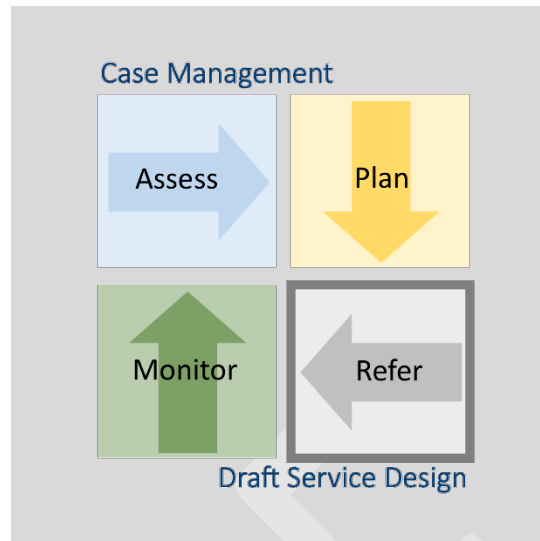 Case Management
Assess
Plan
Monitor
Refer
Draft Service Design